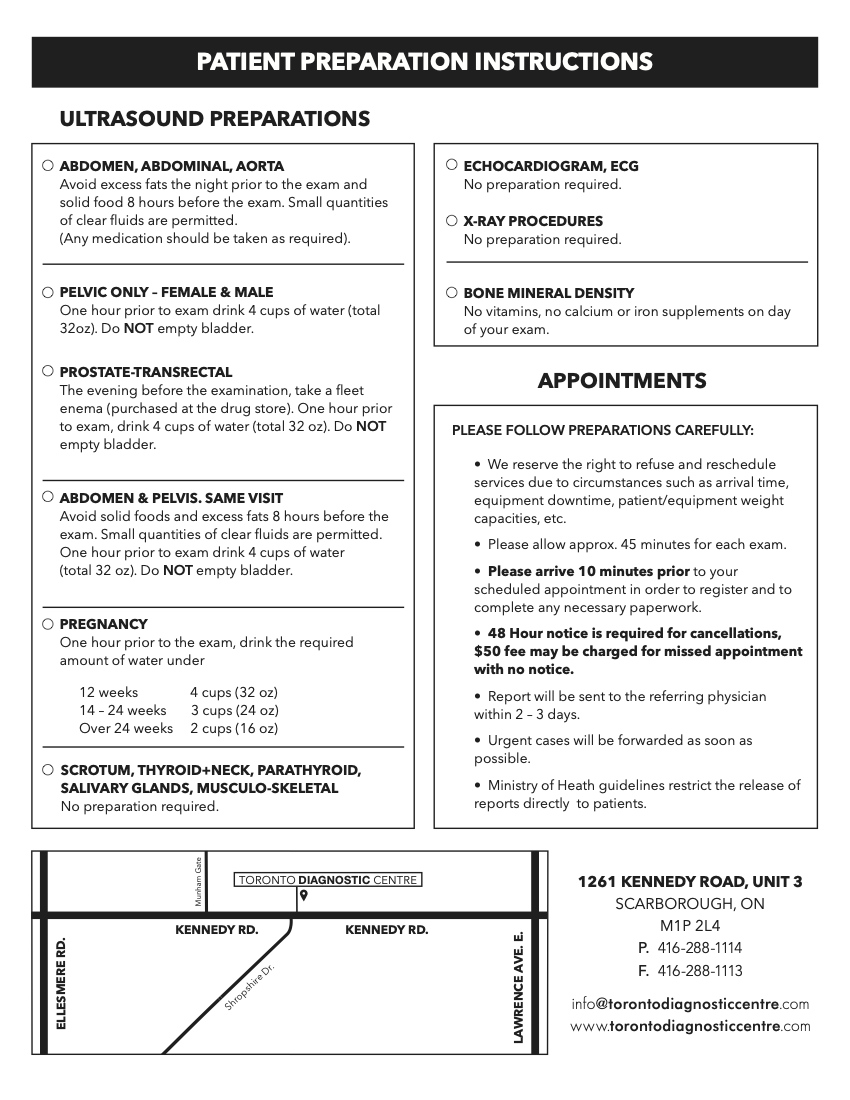 PATIENT PREPARATION INSTRUCTIONS
ULTRASOUND PREPARATIONS
ABDOMEN, ABDOMINAL, AORTA
Avoid excess fats the night prior to the exam and
solid food 8 hours before the exam. Small quantities
of clear fluids are permitted.
(Any medication should be taken as required).
PELVIC ONLY – FEMALE & MALE
One hour prior to exam drink 4 cups of water (total
32oz). Do NOT empty bladder.
PROSTATE-TRANSRECTAL
The evening before the examination, take a fleet
enema (purchased at the drug store). One hour prior
to exam, drink 4 cups of water (total 32 oz). Do NOT
empty bladder.
ABDOMEN & PELVIS. SAME VISIT
Avoid solid foods and excess fats 8 hours before the
exam. Small quantities of clear fluids are permitted.
One hour prior to exam drink 4 cups of water
(total 32 oz). Do NOT empty bladder.
PREGNANCY
One hour prior to the exam, drink the required
amount of water under
12 weeks 4 cups (32 oz)
14 – 24 weeks 3 cups (24 oz)
Over 24 weeks 2 cups (16 oz)
SCROTUM, THYROID+NECK, PARATHYROID,
SALIVARY GLANDS, MUSCULO-SKELETAL
No preparation required.
ECHOCARDIOGRAM, ECG
No preparation required.
X-RAY PROCEDURES
No preparation required.
BONE MINERAL DENSITY
No vitamins, no calcium or iron supplements on day
of your exam.
APPOINTMENTS
PLEASE FOLLOW PREPARATIONS CAREFULLY:
• We reserve the right to refuse and reschedule
services due to circumstances such as arrival time,
equipment downtime, patient/equipment weight
capacities, etc.
• Please allow approx. 45 minutes for each exam.
• Please arrive 10 minutes prior to your
scheduled appointment in order to register and to
complete any necessary paperwork.
• 48 Hour notice is required for cancellations,
$50 fee may be charged for missed appointment
with no notice.
• Report will be sent to the referring physician
within 2 – 3 days.
• Urgent cases will be forwarded as soon as
possible.
• Ministry of Heath guidelines restrict the release of
reports directly to patients.
Munham Gate
TORONTO DIAGNOSTIC CENTRE
KENNEDY RD.
KENNEDY RD.
ELLESMERE RD.
Shropshire Dr.
LAWRENCE AVE. E.
1261 KENNEDY ROAD, UNIT 3
SCARBOROUGH, ON
M1P 2L4
P. 416-288-1114
F. 416-288-1113
info@torontodiagnosticcentre.com
www.torontodiagnosticcentre.com